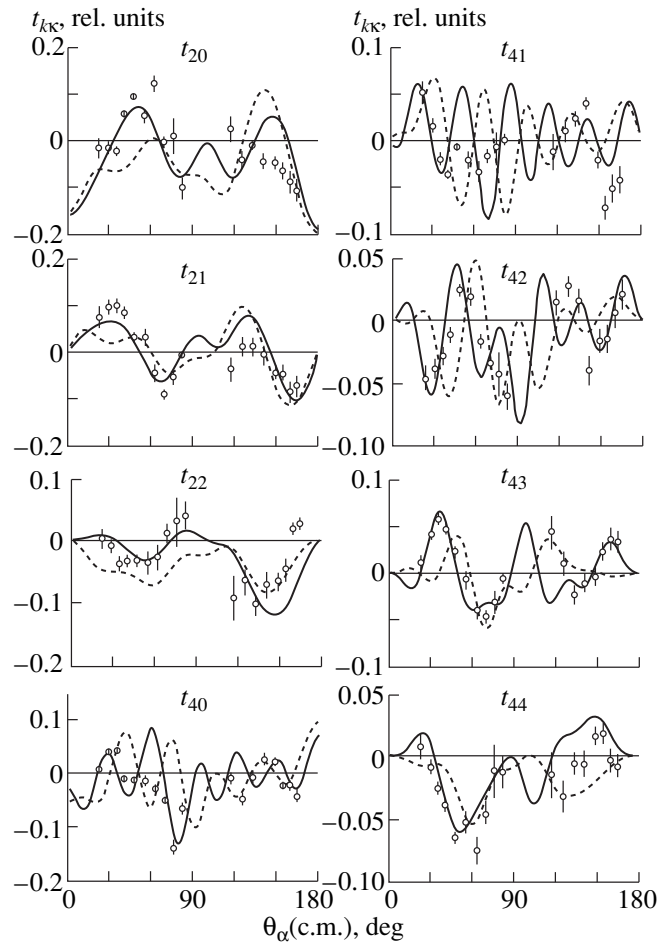 t_{kκ}, rel. units
t_{kκ}, rel. units
t_{20}
0.2
0
−0.2
t_{41}
0.1
0
−0.1
t_{21}
0.2
0
−0.2
t_{42}
0.05
0
−0.05
−0.10
t_{22}
0.1
0
−0.1
−0.2
t_{43}
0.1
0
−0.1
t_{40}
0.1
0
−0.1
−0.2
t_{44}
0.05
0
−0.05
−0.10
0 90 180
0 90 180
θ_α(c.m.), deg